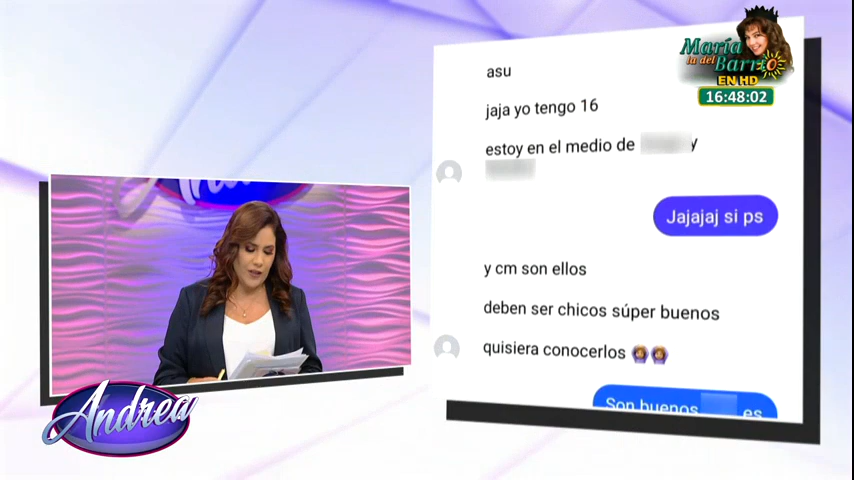 María
la del Barrio
EN HD
16:48:02
asu
jaja yo tengo 16
estoy en el medio de y
Jajajaj si ps
y cm son ellos
deben ser chicos súper buenos
quisiera conocerlos 🙆🏽‍♀️🙆🏽‍♀️
Son buenos es
Andrea